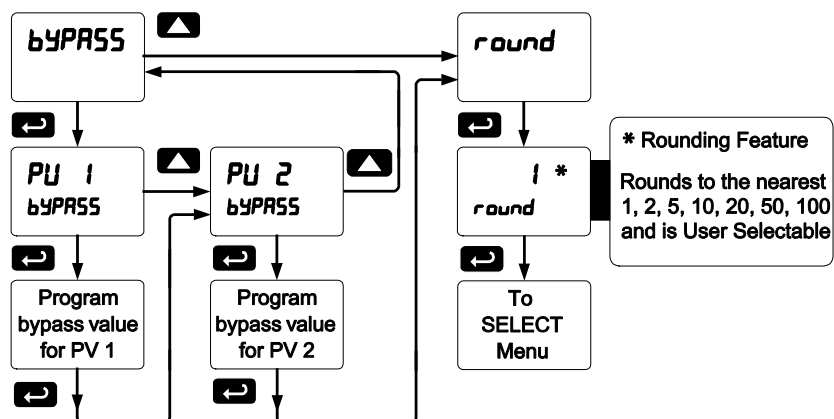 bYPASS
round
PU 1
bYPASS
PU 2
bYPASS
1 *
round
* Rounding Feature
Rounds to the nearest
1, 2, 5, 10, 20, 50, 100
and is User Selectable
Program
bypass value
for PV 1
Program
bypass value
for PV 2
To
SELECT
Menu